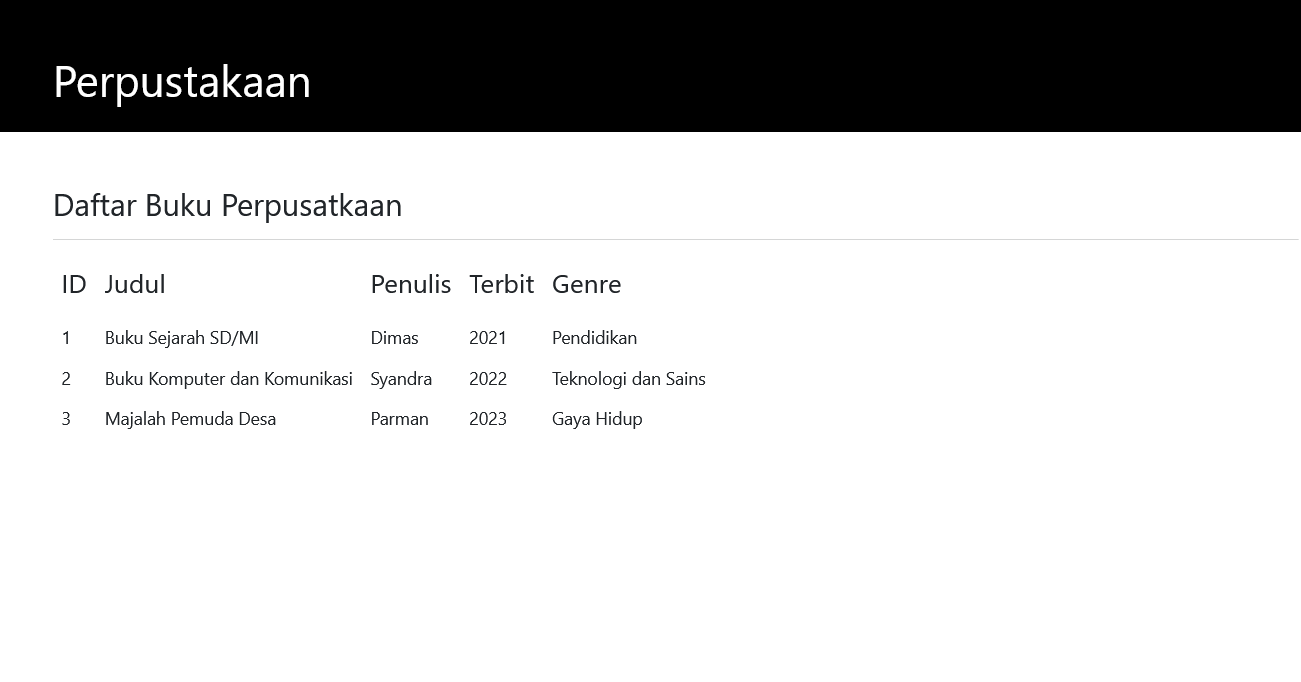 Perpustakaan
Daftar Buku Perpusatkaan
ID Judul Penulis Terbit Genre
1 Buku Sejarah SD/MI Dimas 2021 Pendidikan
2 Buku Komputer dan Komunikasi Syandra 2022 Teknologi dan Sains
3 Majalah Pemuda Desa Parman 2023 Gaya Hidup